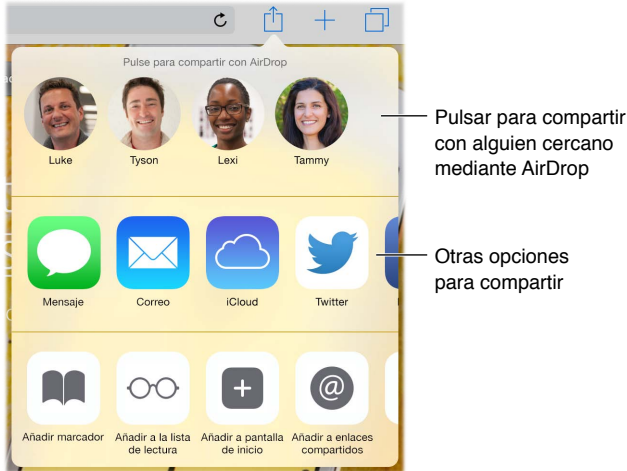 Pulse para compartir con AirDrop
Luke
Tyson
Lexi
Tammy
Pulsar para compartir
con alguien cercano
mediante AirDrop
Mensaje
Correo
iCloud
Twitter
Otras opciones
para compartir
Añadir marcador
Añadir a la lista
de lectura
Añadir a pantalla
de inicio
Añadir a enlaces
compartidos